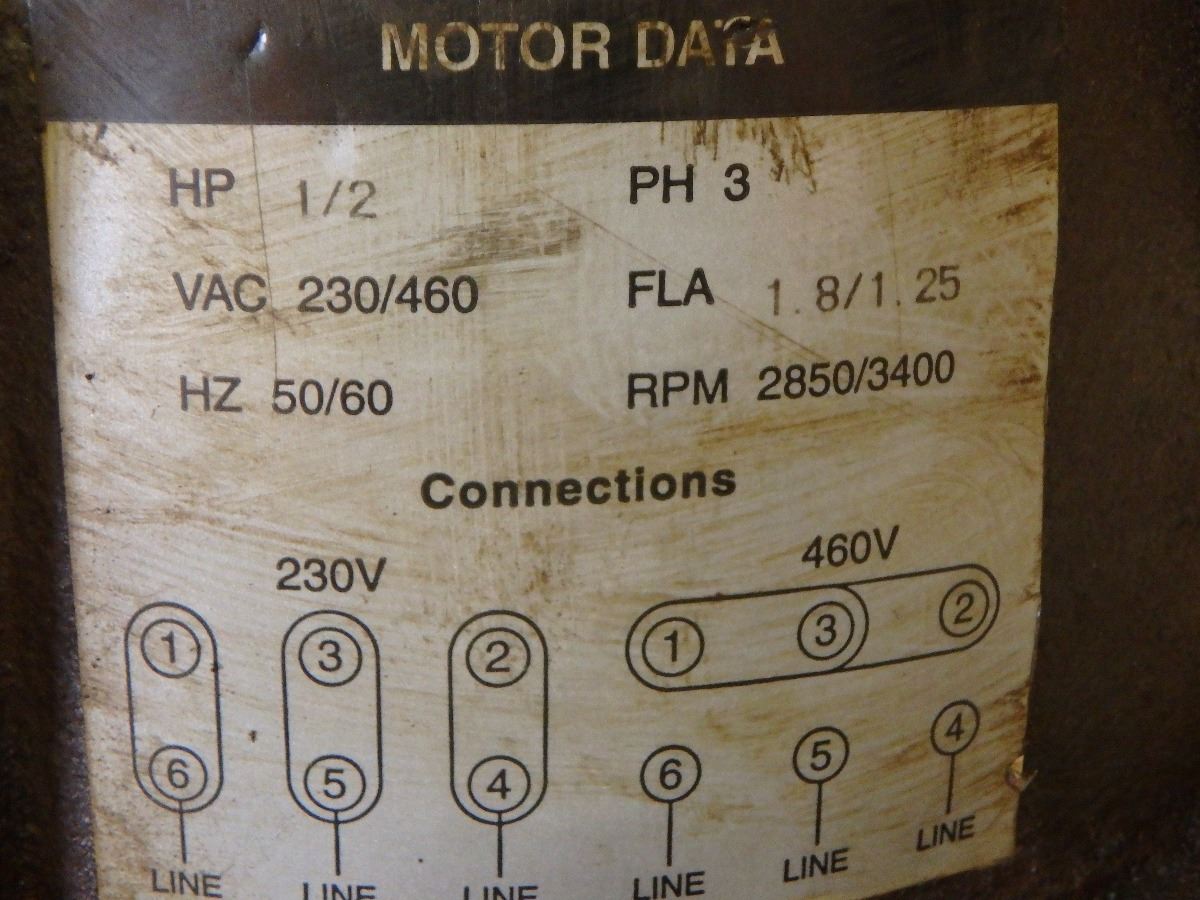 MOTOR DATA
HP 1/2 PH 3
VAC 230/460 FLA 1.8/1.25
HZ 50/60 RPM 2850/3400
Connections
230V 460V
1 3 2 1 3 2
6 5 4 6 5 4
LINE LINE LINE LINE LINE LINE